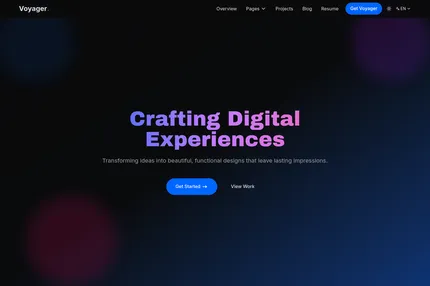 Voyager
Overview Pages Projects Blog Resume Get Voyager EN
Crafting Digital
Experiences
Transforming ideas into beautiful, functional designs that leave lasting impressions.
Get Started → View Work